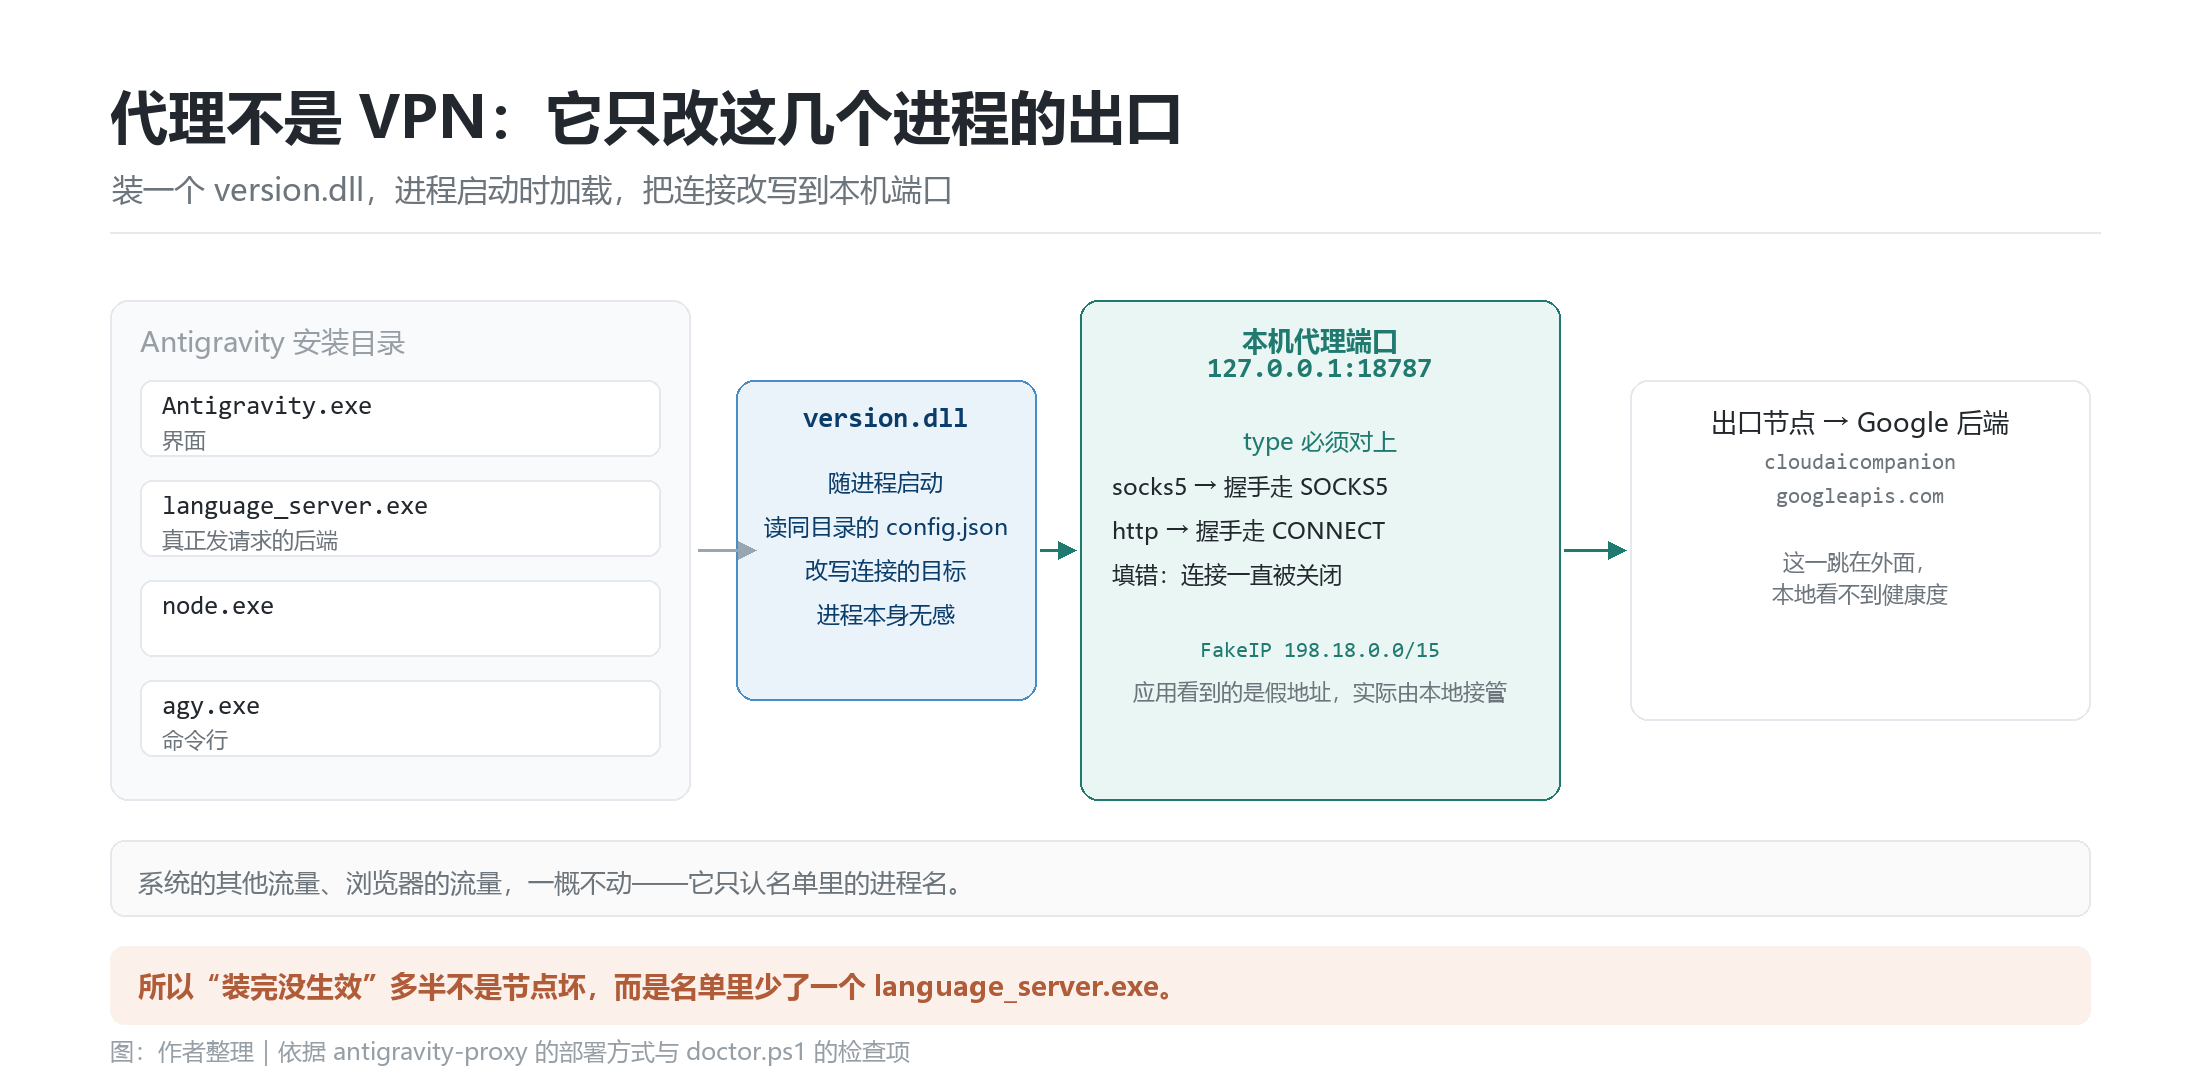 代理不是 VPN：它只改这几个进程的出口
装一个 version.dll，进程启动时加载，把连接改写到本机端口
Antigravity 安装目录
Antigravity.exe
界面
language_server.exe
真正发请求的后端
node.exe
agy.exe
命令行
version.dll
随进程启动
读同目录的 config.json
改写连接的目标
进程本身无感
本机代理端口
127.0.0.1:18787
type 必须对上
socks5 → 握手走 SOCKS5
http → 握手走 CONNECT
填错：连接一直被关闭
FakeIP 198.18.0.0/15
应用看到的是假地址，实际由本地接管
出口节点 → Google 后端
cloudaicompanion
googleapis.com
这一跳在外面，
本地看不到健康度
系统的其他流量、浏览器的流量，一概不动——它只认名单里的进程名。
所以“装完没生效”多半不是节点坏，而是名单里少了一个 language_server.exe。
图：作者整理｜依据 antigravity-proxy 的部署方式与 doctor.ps1 的检查项